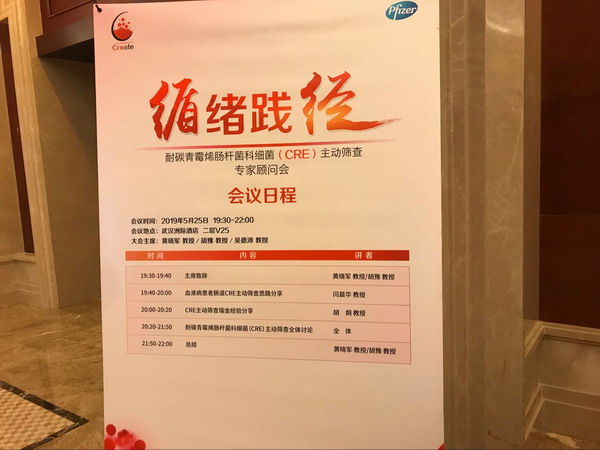 Create
Pfizer
循绪践径
耐碳青霉烯肠杆菌科细菌（CRE）主动筛查
专家顾问会
会议日程
会议时间：2019年5月25日 19:30-22:00
会议地点：武汉洲际酒店 二层V25
大会主席：黄晓军 教授/胡豫 教授/吴德沛 教授
时间 内容 讲者
19:30-19:40 主席致辞 黄晓军 教授/胡豫 教授
19:40-20:00 血液病患者肠道CRE主动筛查思路分享 闫晨华 教授
20:00-20:20 CRE主动筛查瑞金经验分享 胡炯 教授
20:20-21:50 耐碳青霉烯肠杆菌科细菌(CRE)主动筛查全体讨论 全体
21:50-22:00 总结 黄晓军 教授/胡豫 教授